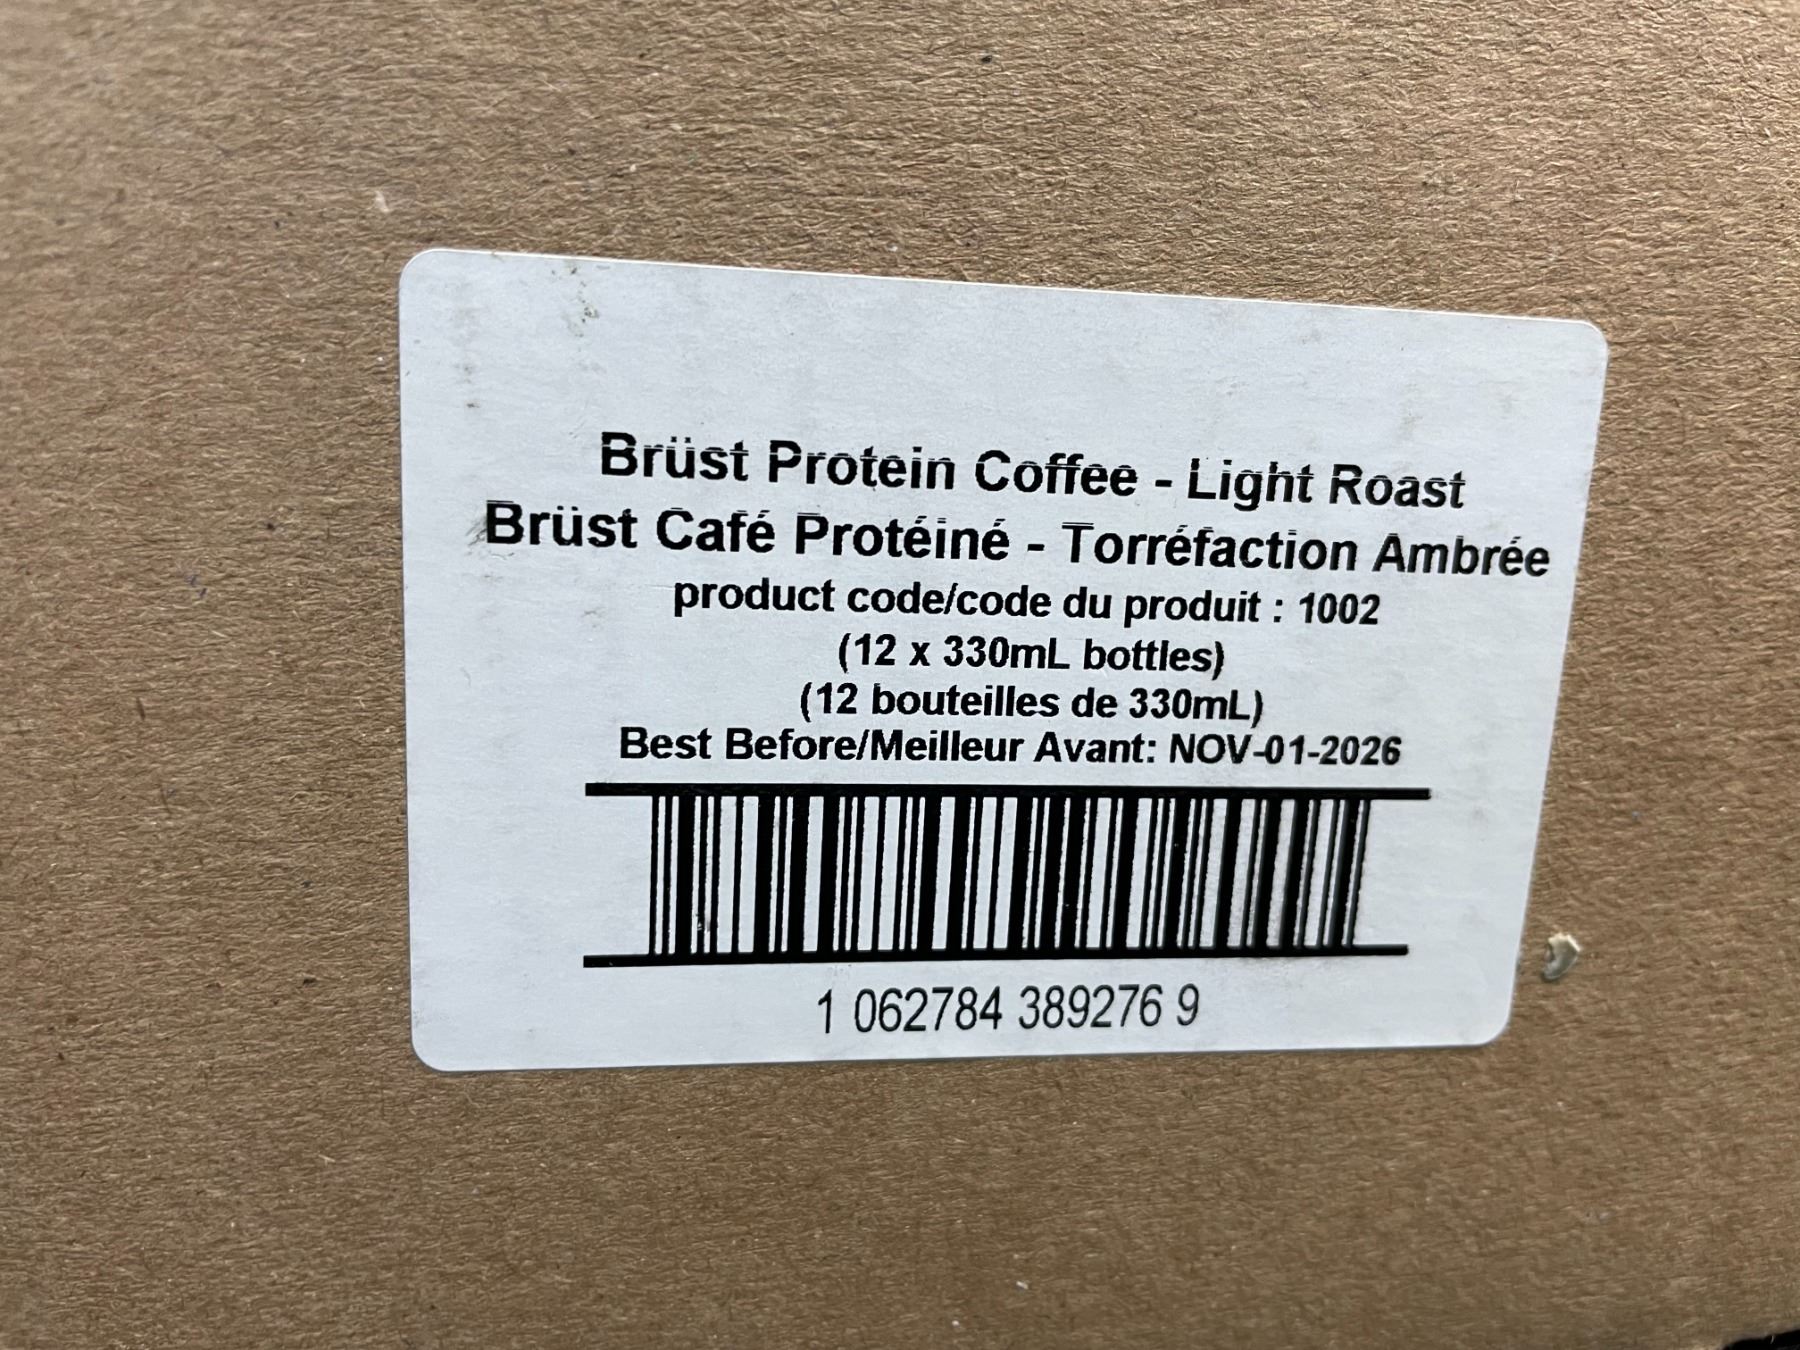 Brüst Protein Coffee - Light Roast
Brüst Café Protéiné - Torréfaction Ambrée
product code/code du produit : 1002
(12 x 330mL bottles)
(12 bouteilles de 330mL)
Best Before/Meilleur Avant: NOV-01-2026
1 062784 389276 9